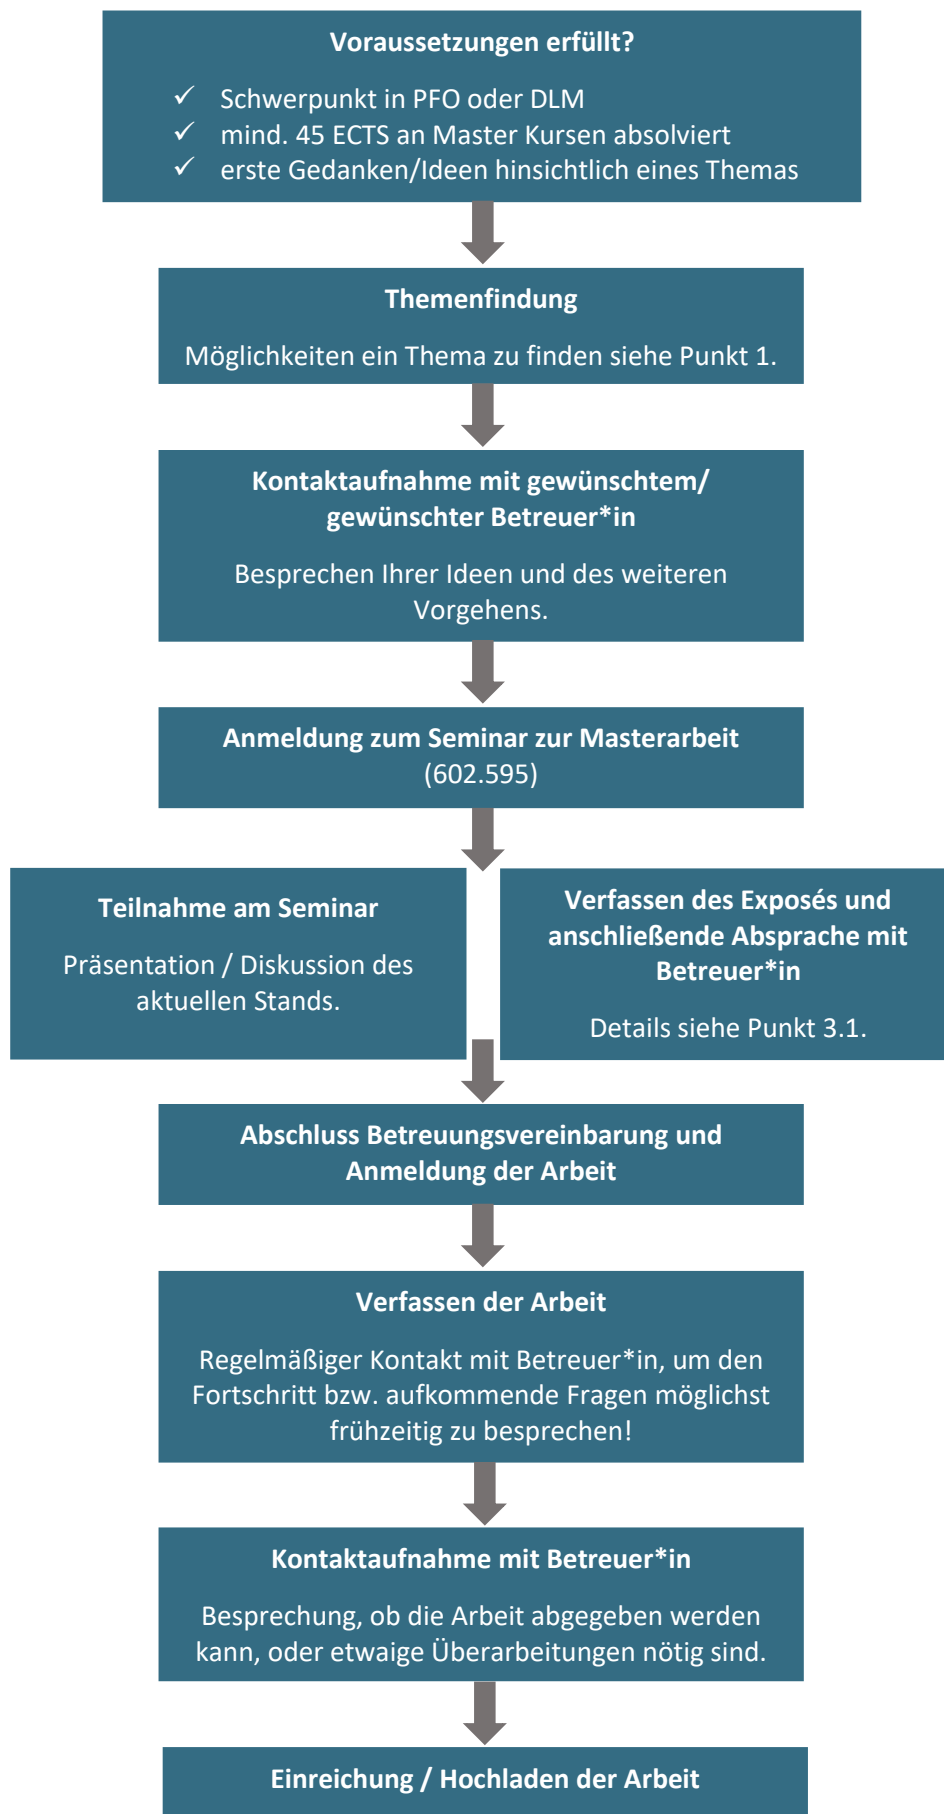 Voraussetzungen erfüllt?
✓ Schwerpunkt in PFO oder DLM
✓ mind. 45 ECTS an Master Kursen absolviert
✓ erste Gedanken/Ideen hinsichtlich eines Themas
Themenfindung
Möglichkeiten ein Thema zu finden siehe Punkt 1.
Kontaktaufnahme mit gewünschtem/
gewünschter Betreuer*in
Besprechen Ihrer Ideen und des weiteren
Vorgehens.
Anmeldung zum Seminar zur Masterarbeit
(602.595)
Teilnahme am Seminar
Präsentation / Diskussion des
aktuellen Stands.
Verfassen des Exposés und
anschließende Absprache mit
Betreuer*in
Details siehe Punkt 3.1.
Abschluss Betreuungsvereinbarung und
Anmeldung der Arbeit
Verfassen der Arbeit
Regelmäßiger Kontakt mit Betreuer*in, um den
Fortschritt bzw. aufkommende Fragen möglichst
frühzeitig zu besprechen!
Kontaktaufnahme mit Betreuer*in
Besprechung, ob die Arbeit abgegeben werden
kann, oder etwaige Überarbeitungen nötig sind.
Einreichung / Hochladen der Arbeit